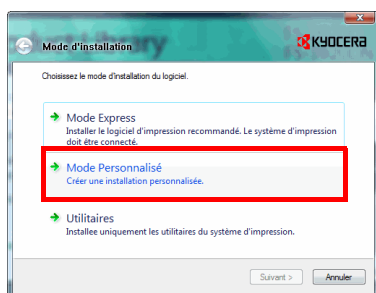 Mode d'installation
KYOCERA
Choisissez le mode d'installation du logiciel.
Mode Express
Installer le logiciel d'impression recommandé. Le système d'impression
doit être connecté.
Mode Personnalisé
Créer une installation personnalisée.
Utilitaires
Installee uniquement les utilitaires du système d'impression.
Suivant >
Annuler